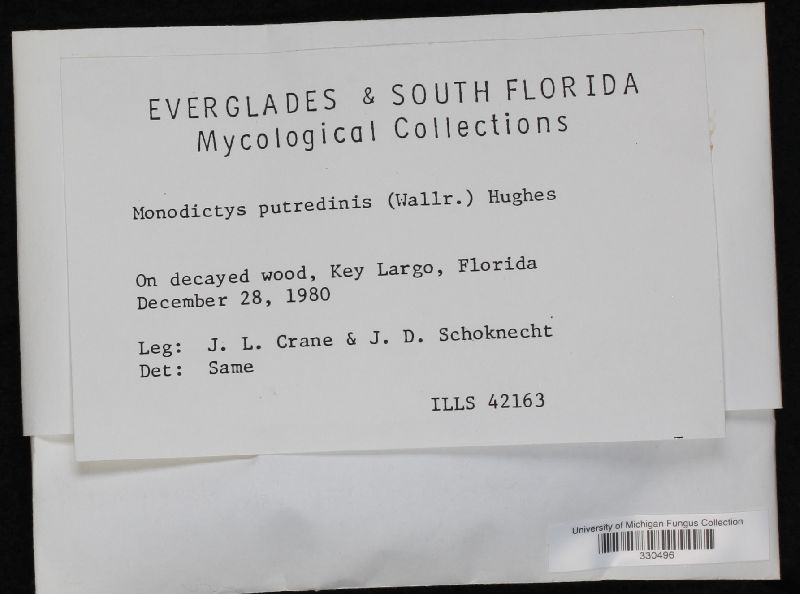 EVERGLADES & SOUTH FLORIDA
Mycological Collections
Monodictys putredinis (Wallr.) Hughes
On decayed wood, Key Largo, Florida
December 28, 1980
Leg: J. L. Crane & J. D. Schoknecht
Det: Same
ILLS 42163
University of Michigan Fungus Collection
330496